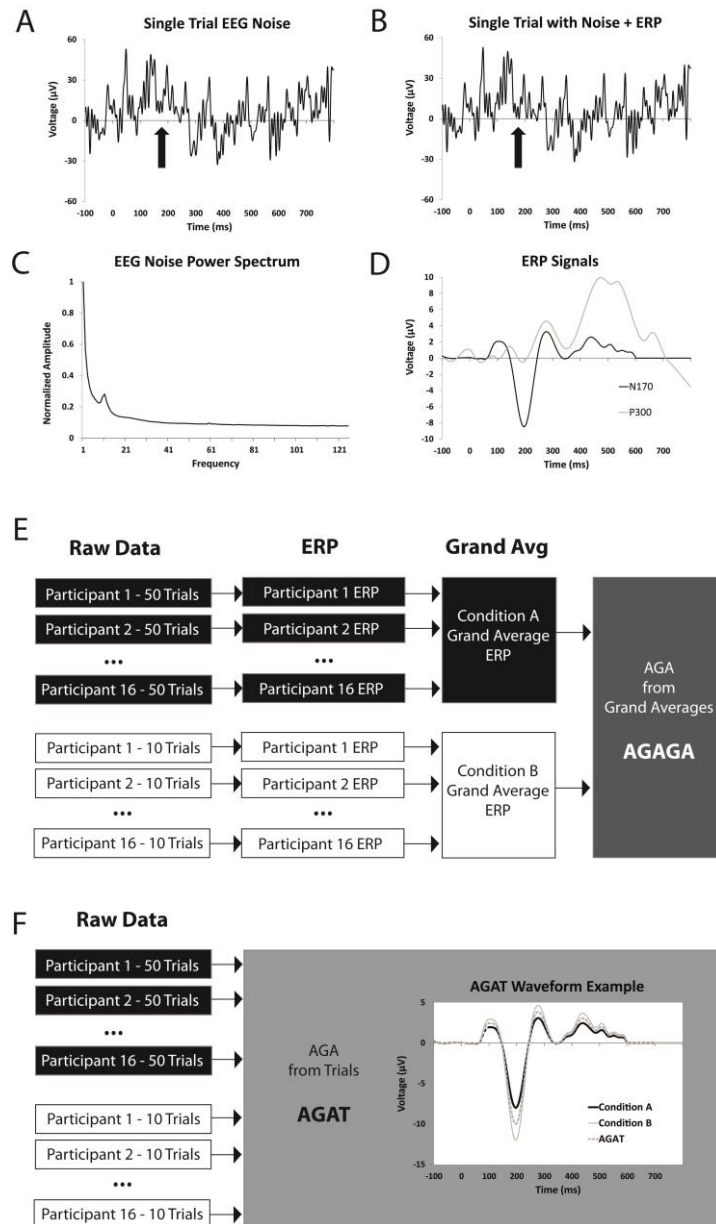 A
Single Trial EEG Noise
60
30
0
-30
-60
Voltage (µV)
-100 0 100 200 300 400 500 600 700
Time (ms)
B
Single Trial with Noise + ERP
60
30
0
-30
-60
Voltage (µV)
-100 0 100 200 300 400 500 600 700
Time (ms)
C
EEG Noise Power Spectrum
1
0.8
0.6
0.4
0.2
0
Normalized Amplitude
1 21 41 61 81 101 121
Frequency
D
ERP Signals
10
8
6
4
2
0
-2
-4
-6
-8
-10
Voltage (µV)
N170
P300
-100 0 100 200 300 400 500 600 700
Time (ms)
E
Raw Data ERP Grand Avg
Participant 1 - 50 Trials Participant 1 ERP
Participant 2 - 50 Trials Participant 2 ERP
... ...
Participant 16 - 50 Trials Participant 16 ERP
Condition A
Grand Average
ERP
Participant 1 - 10 Trials Participant 1 ERP
Participant 2 - 10 Trials Participant 2 ERP
... ...
Participant 16 - 10 Trials Participant 16 ERP
Condition B
Grand Average
ERP
AGA
from
Grand Averages
AGAGA
F
Raw Data
Participant 1 - 50 Trials
Participant 2 - 50 Trials
...
Participant 16 - 50 Trials
Participant 1 - 10 Trials
Participant 2 - 10 Trials
...
Participant 16 - 10 Trials
AGA
from Trials
AGAT
AGAT Waveform Example
5
0
-5
-10
-15
Voltage (µV)
Condition A
Condition B
AGAT
-100 0 100 200 300 400 500 600 700
Time (ms)